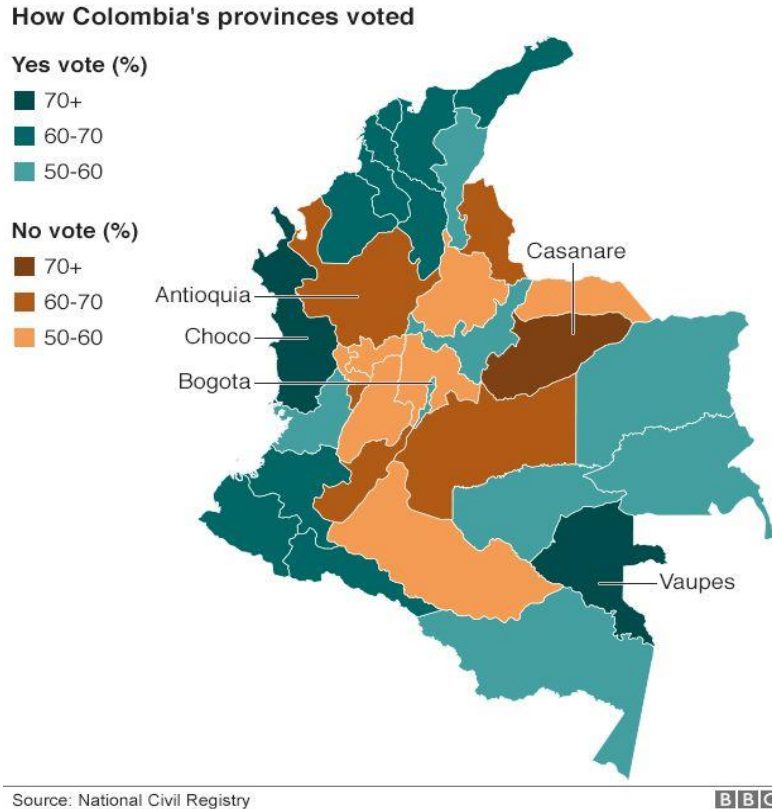 How Colombia's provinces voted
Yes vote (%)
70+
60-70
50-60
No vote (%)
70+
60-70
50-60
Casanare
Antioquia
Choco
Bogota
Vaupes
Source: National Civil Registry
BBC